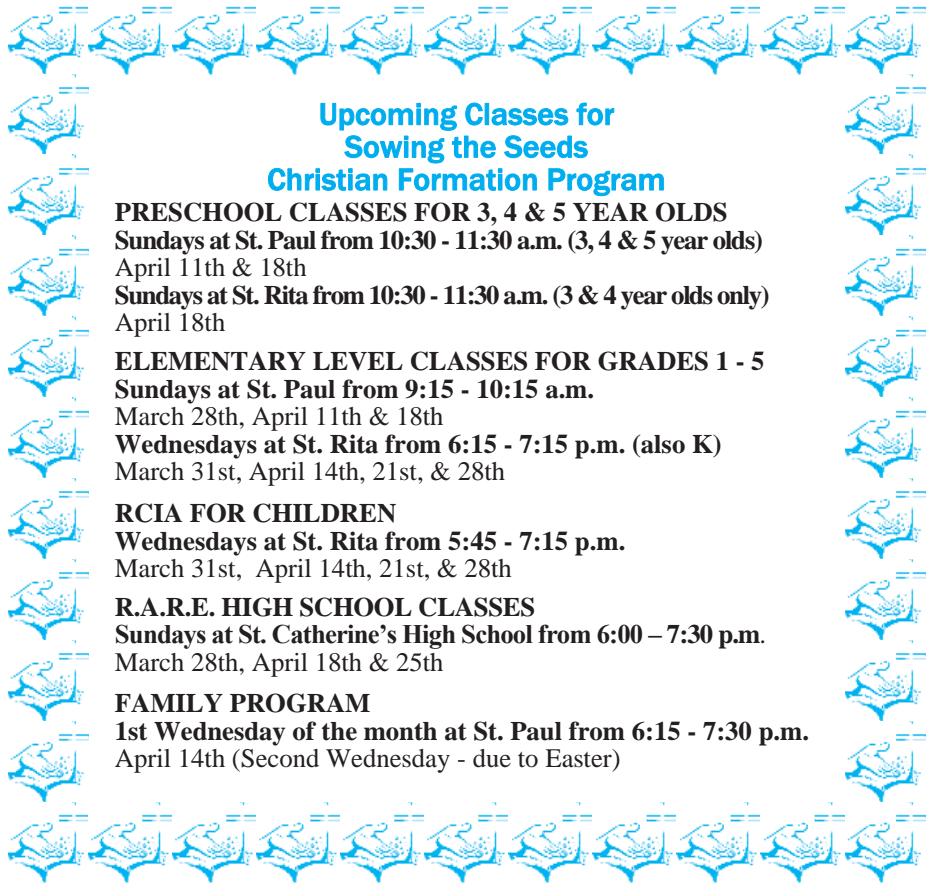 Upcoming Classes for
Sowing the Seeds
Christian Formation Program
PRESCHOOL CLASSES FOR 3, 4 & 5 YEAR OLDS
Sundays at St. Paul from 10:30 - 11:30 a.m. (3, 4 & 5 year olds)
April 11th & 18th
Sundays at St. Rita from 10:30 - 11:30 a.m. (3 & 4 year olds only)
April 18th
ELEMENTARY LEVEL CLASSES FOR GRADES 1 - 5
Sundays at St. Paul from 9:15 - 10:15 a.m.
March 28th, April 11th & 18th
Wednesdays at St. Rita from 6:15 - 7:15 p.m. (also K)
March 31st, April 14th, 21st, & 28th
RCIA FOR CHILDREN
Wednesdays at St. Rita from 5:45 - 7:15 p.m.
March 31st, April 14th, 21st, & 28th
R.A.R.E. HIGH SCHOOL CLASSES
Sundays at St. Catherine’s High School from 6:00 – 7:30 p.m.
March 28th, April 18th & 25th
FAMILY PROGRAM
1st Wednesday of the month at St. Paul from 6:15 - 7:30 p.m.
April 14th (Second Wednesday - due to Easter)